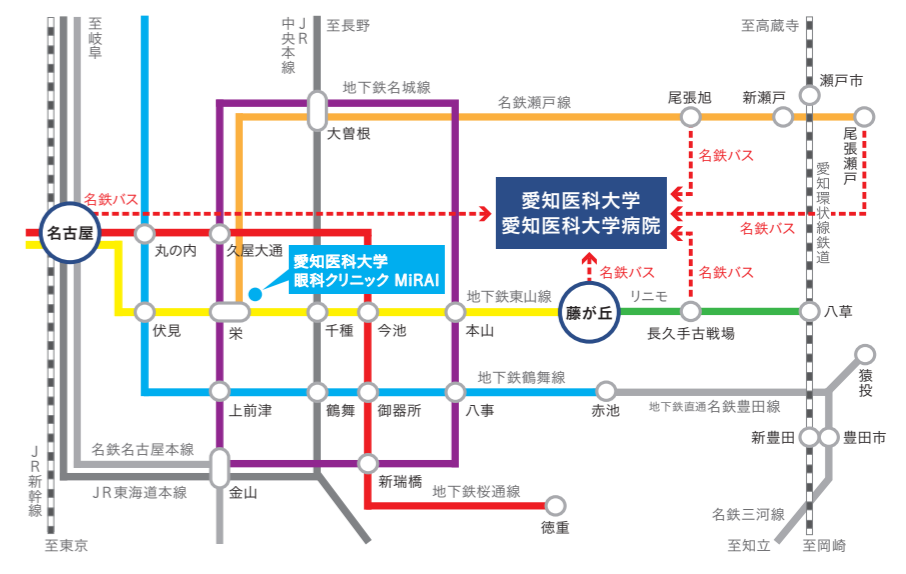 至岐阜
JR中央本線
至長野
至高蔵寺
地下鉄名城線
名鉄瀬戸線
尾張旭
新瀬戸
瀬戸市
大曽根
尾張瀬戸
名鉄バス
愛知環状線鉄道
名鉄バス
愛知医科大学
愛知医科大学病院
名古屋
丸の内
久屋大通
名鉄バス
愛知医科大学
眼科クリニック MiRAI
名鉄バス
名鉄バス
地下鉄東山線
リニモ
藤が丘
伏見
栄
千種
今池
本山
長久手古戦場
八草
地下鉄鶴舞線
猿投
上前津
鶴舞
御器所
八事
赤池
地下鉄直通名鉄豊田線
名鉄名古屋本線
新豊田
豊田市
JR新幹線
JR東海道本線
金山
新瑞橋
地下鉄桜通線
徳重
名鉄三河線
至東京
至知立
至岡崎